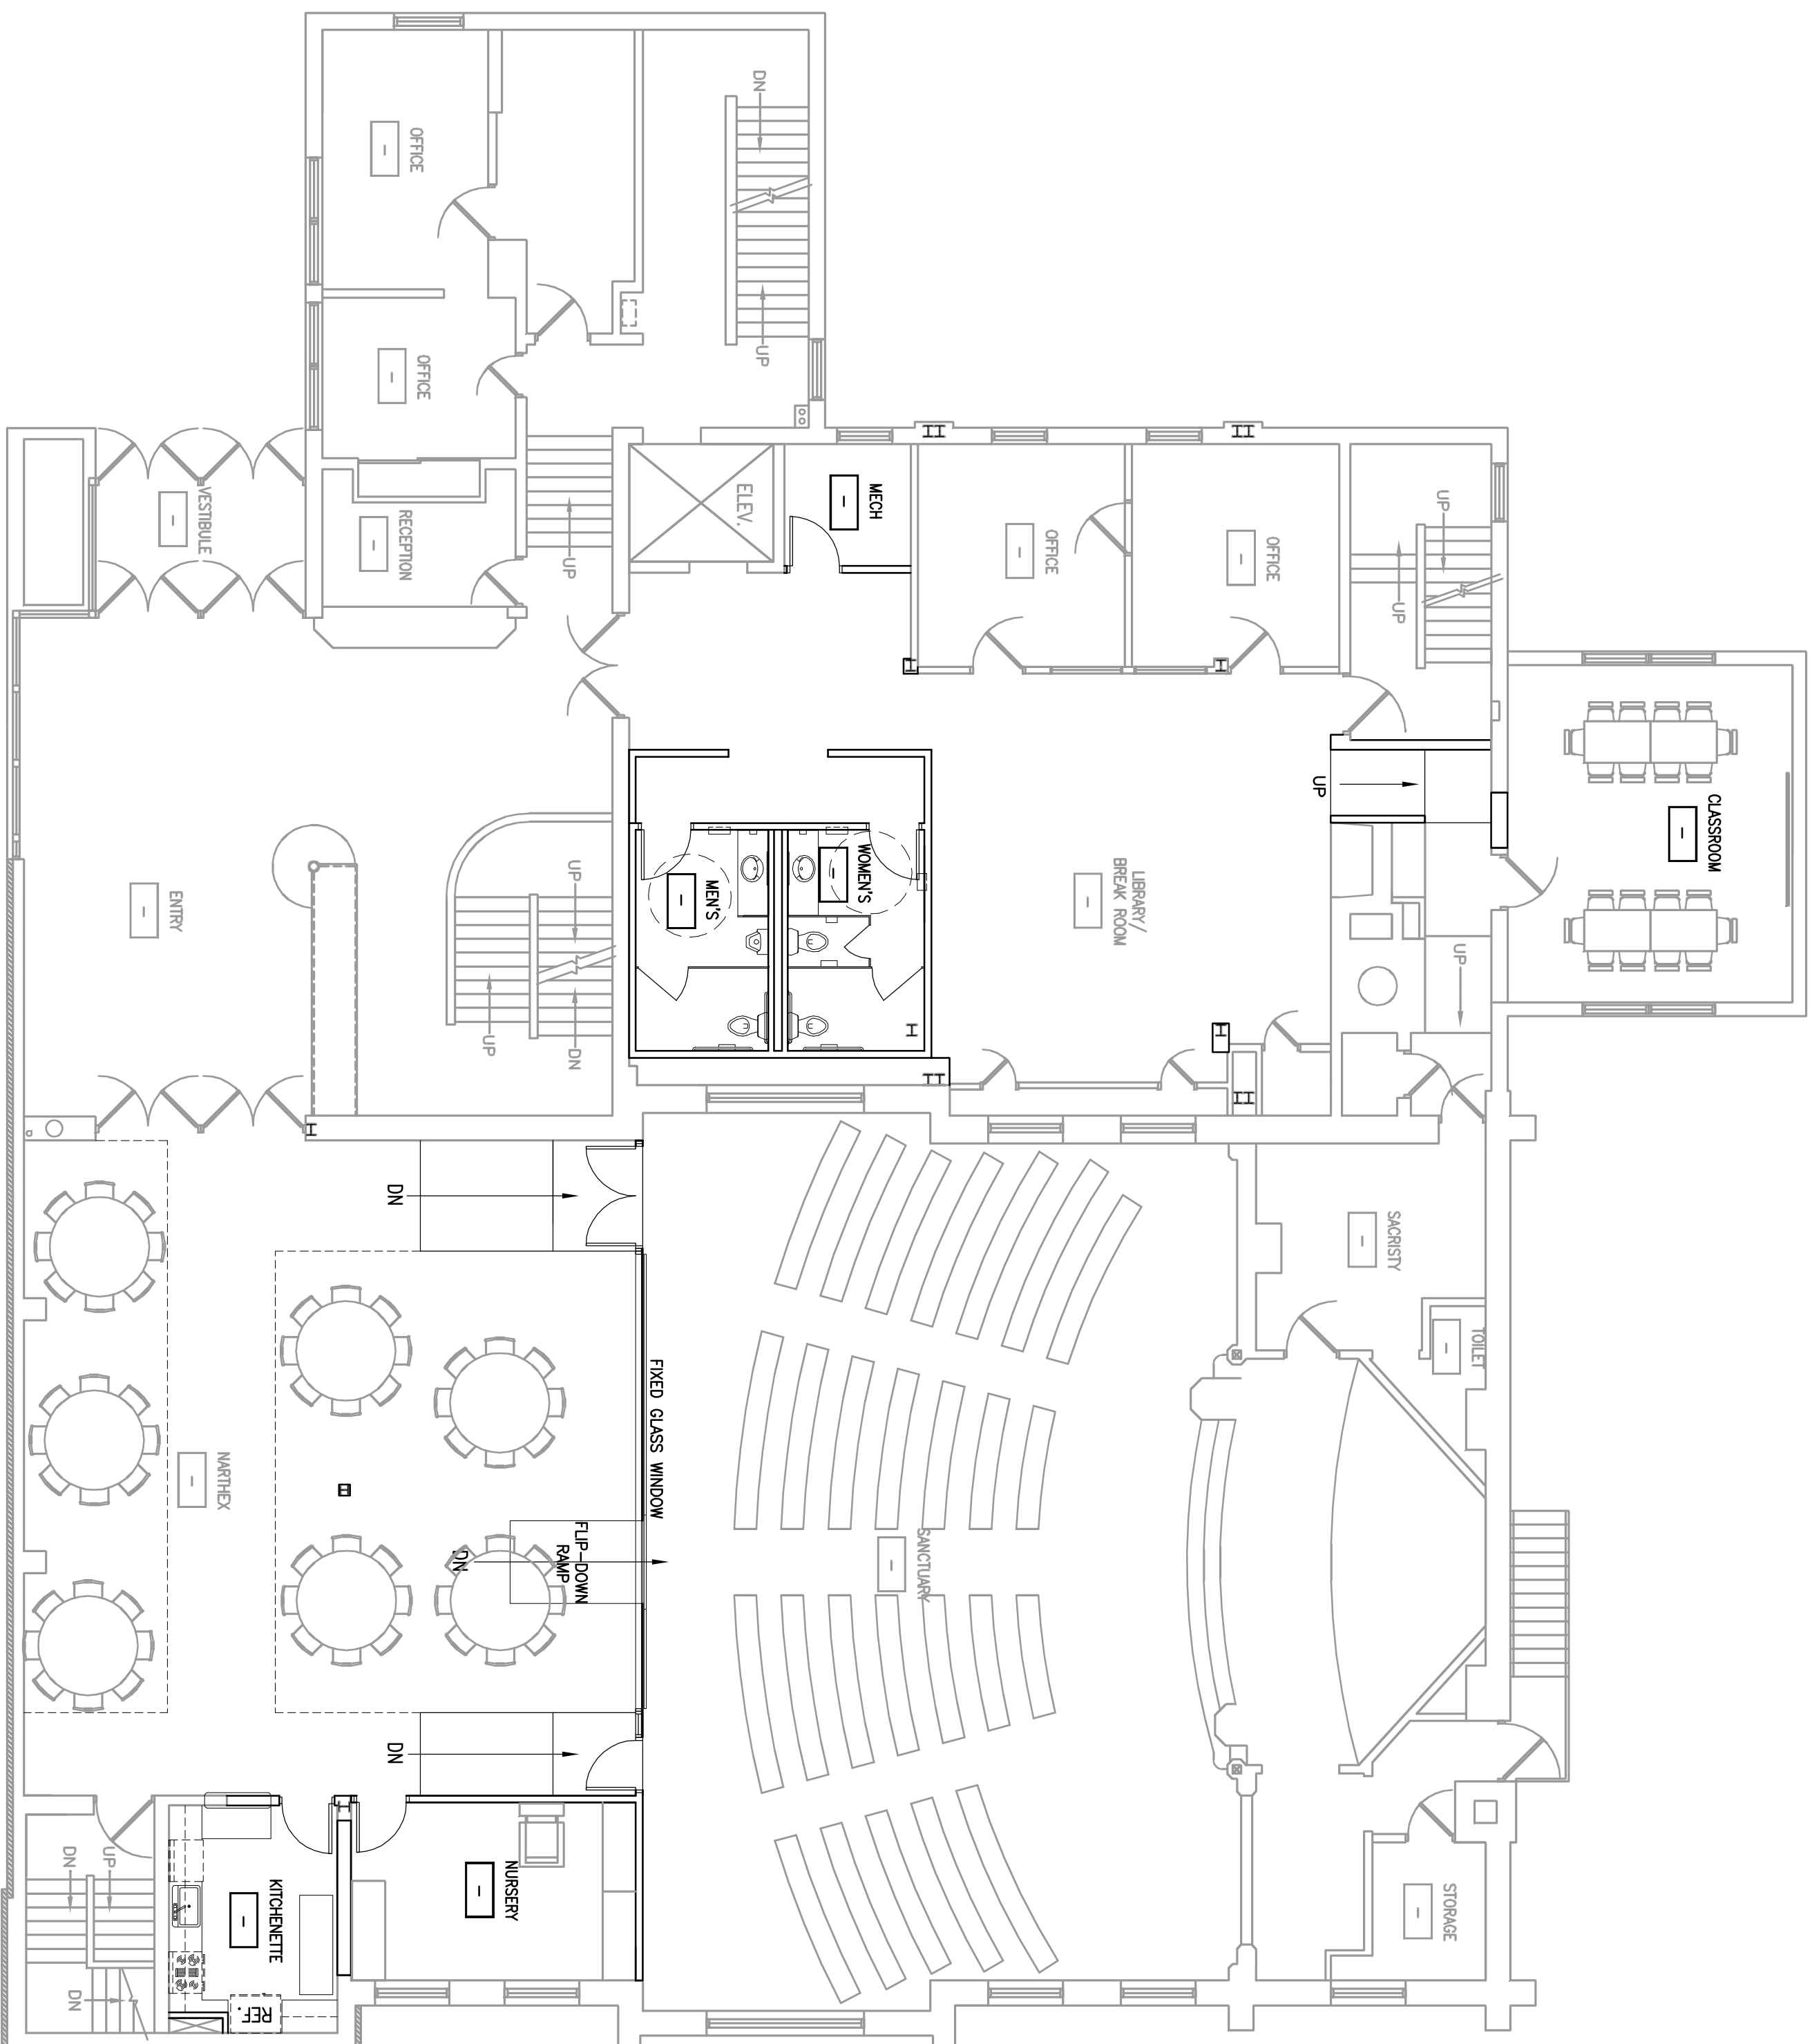 DN
UP
OFFICE
-
OFFICE
-
UP
VESTIBULE
-
RECEPTION
-
ELEV.
MECH
-
OFFICE
-
OFFICE
-
UP
UP
UP
CLASSROOM
-
UP
MEN'S
-
WOMEN'S
-
LIBRARY/
BREAK ROOM
-
UP
ENTRY
-
UP
UP
DN
DN
SACRISTY
-
TOILET
-
FIXED GLASS WINDOW
FLIP-DOWN
RAMP
DN
NARTHEX
-
SANCTUARY
-
DN
NURSERY
-
KITCHENETTE
-
REF.
STORAGE
-
UP
DN
DN